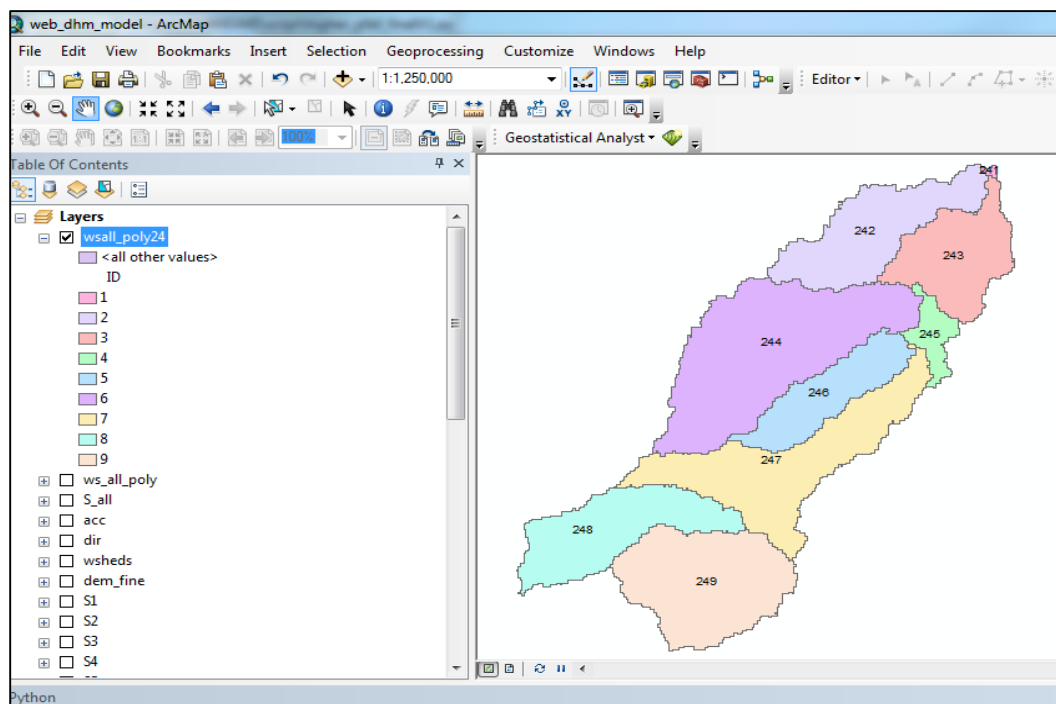 web_dhm_model - ArcMap
File Edit View Bookmarks Insert Selection Geoprocessing Customize Windows Help
1:1,250,000
Editor
XY
100%
Geostatistical Analyst
Table Of Contents
Layers
wsall_poly24
<all other values>
ID
1
2
3
4
5
6
7
8
9
ws_all_poly
S_all
acc
dir
wsheds
dem_fine
S1
S2
S3
S4
241
242
243
244
245
246
247
248
249
Python